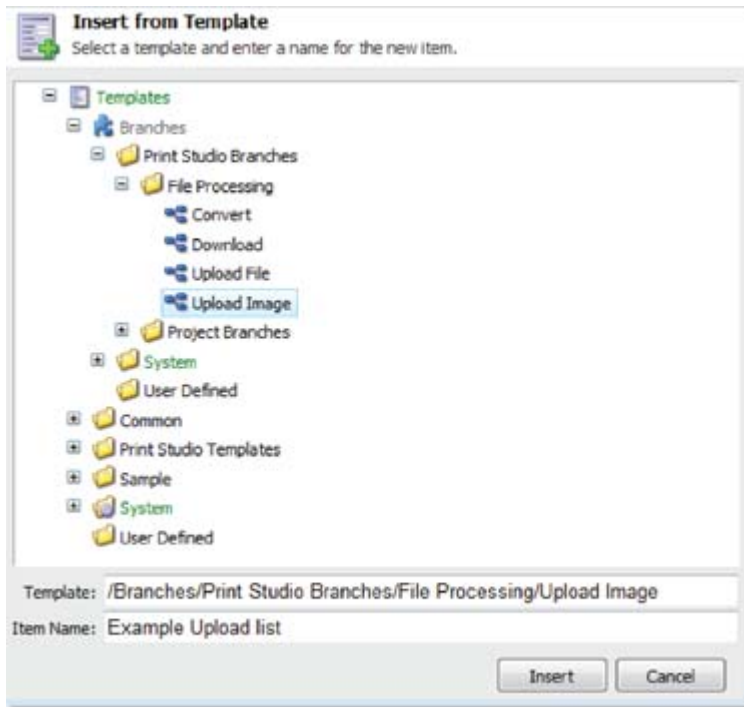 Insert from Template
Select a template and enter a name for the new item.
Templates
Branches
Print Studio Branches
File Processing
Convert
Download
Upload File
Upload Image
Project Branches
System
User Defined
Common
Print Studio Templates
Sample
System
User Defined
Template: /Branches/Print Studio Branches/File Processing/Upload Image
Item Name: Example Upload list
Insert Cancel